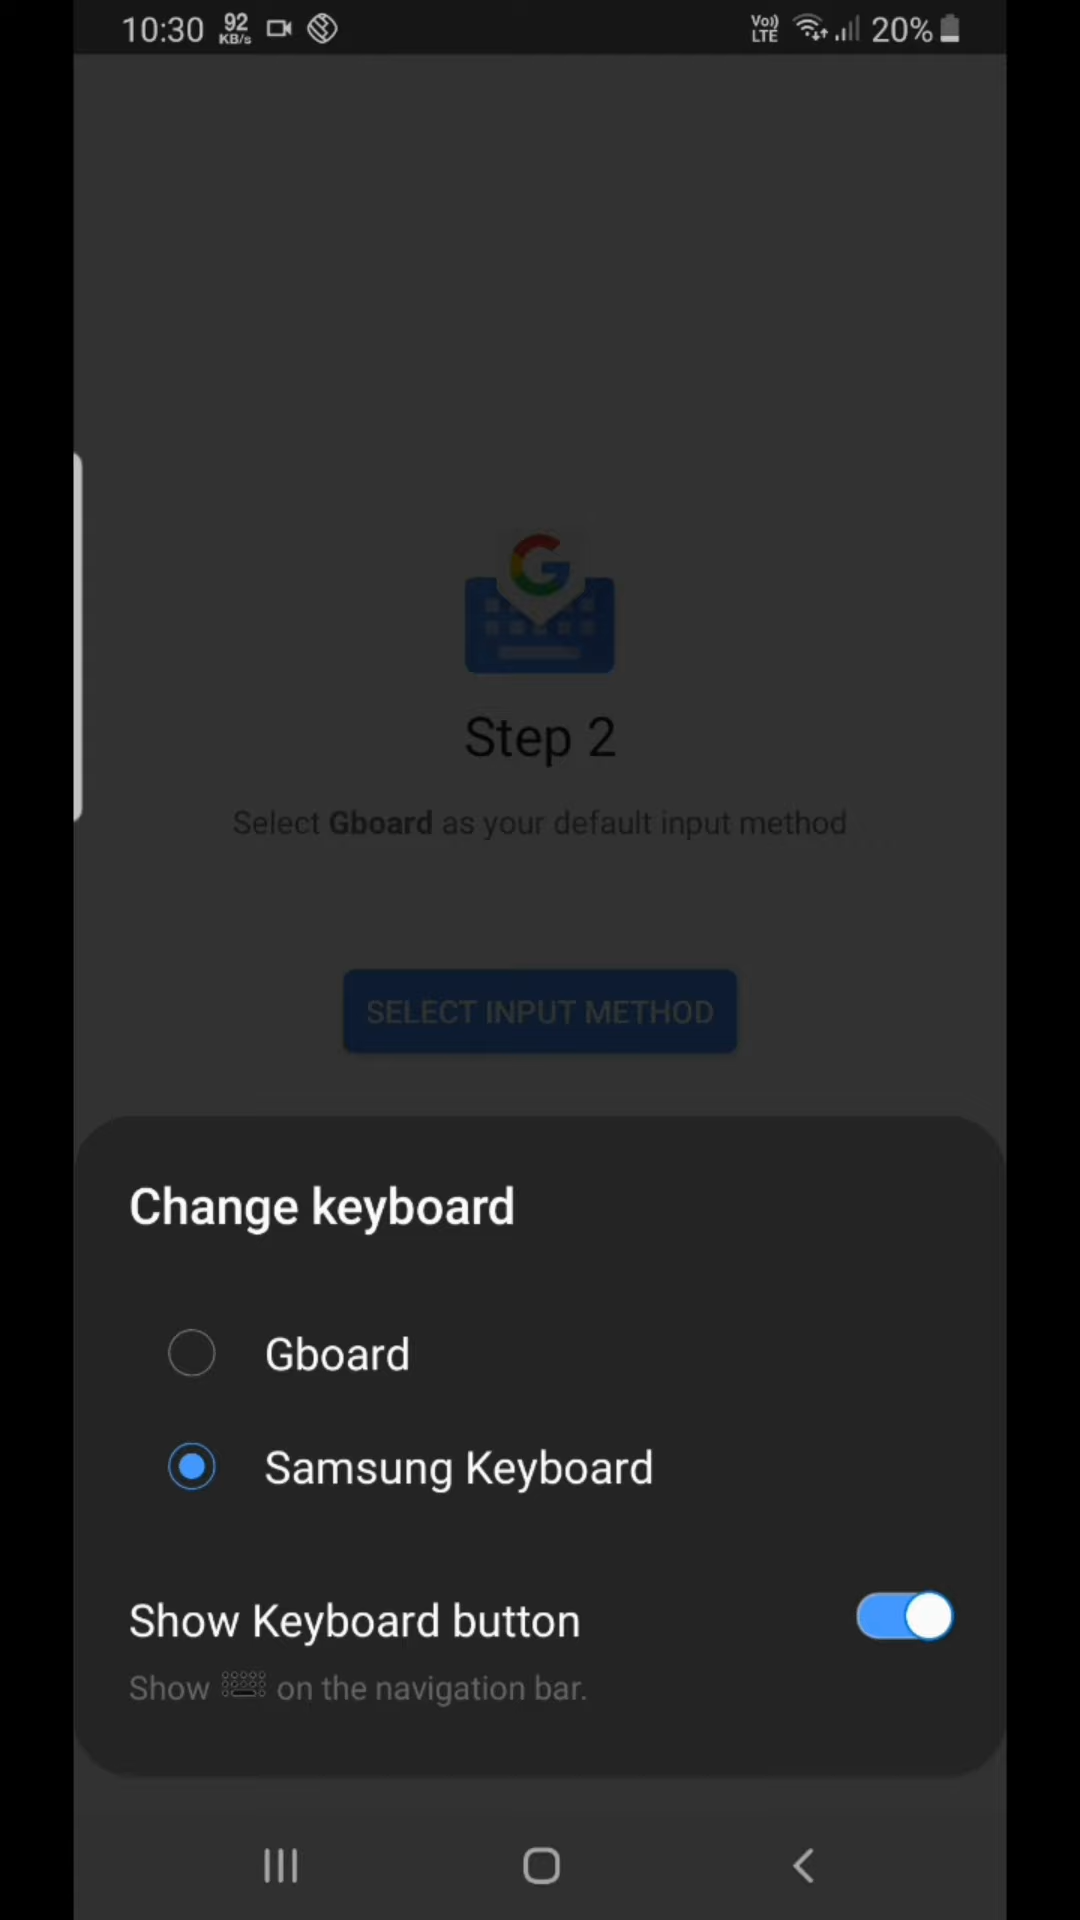 10:30 92 KB/s Vo)) LTE 20%
G
Step 2
Select Gboard as your default input method
SELECT INPUT METHOD
Change keyboard
Gboard
Samsung Keyboard
Show Keyboard button
Show on the navigation bar.